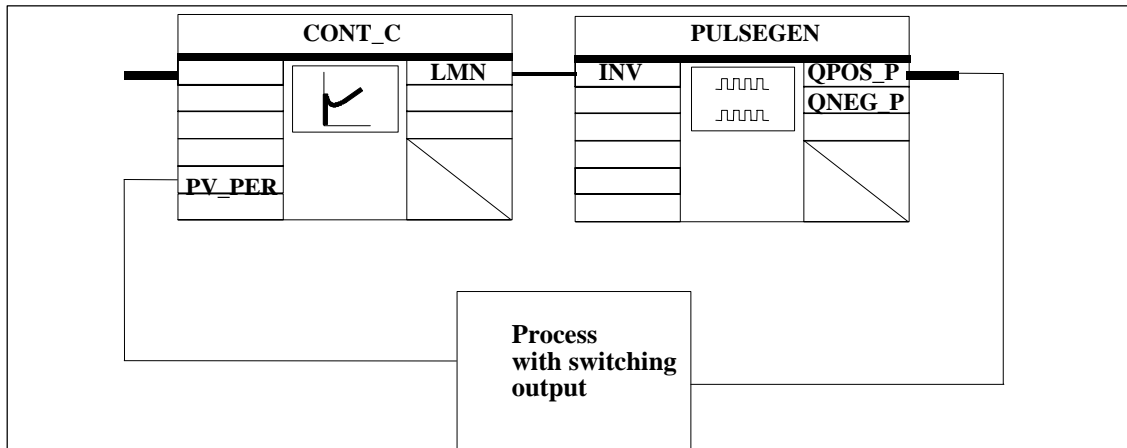 CONT_C
PULSEGEN
LMN
INV
QPOS_P
QNEG_P
PV_PER
Process
with switching
output